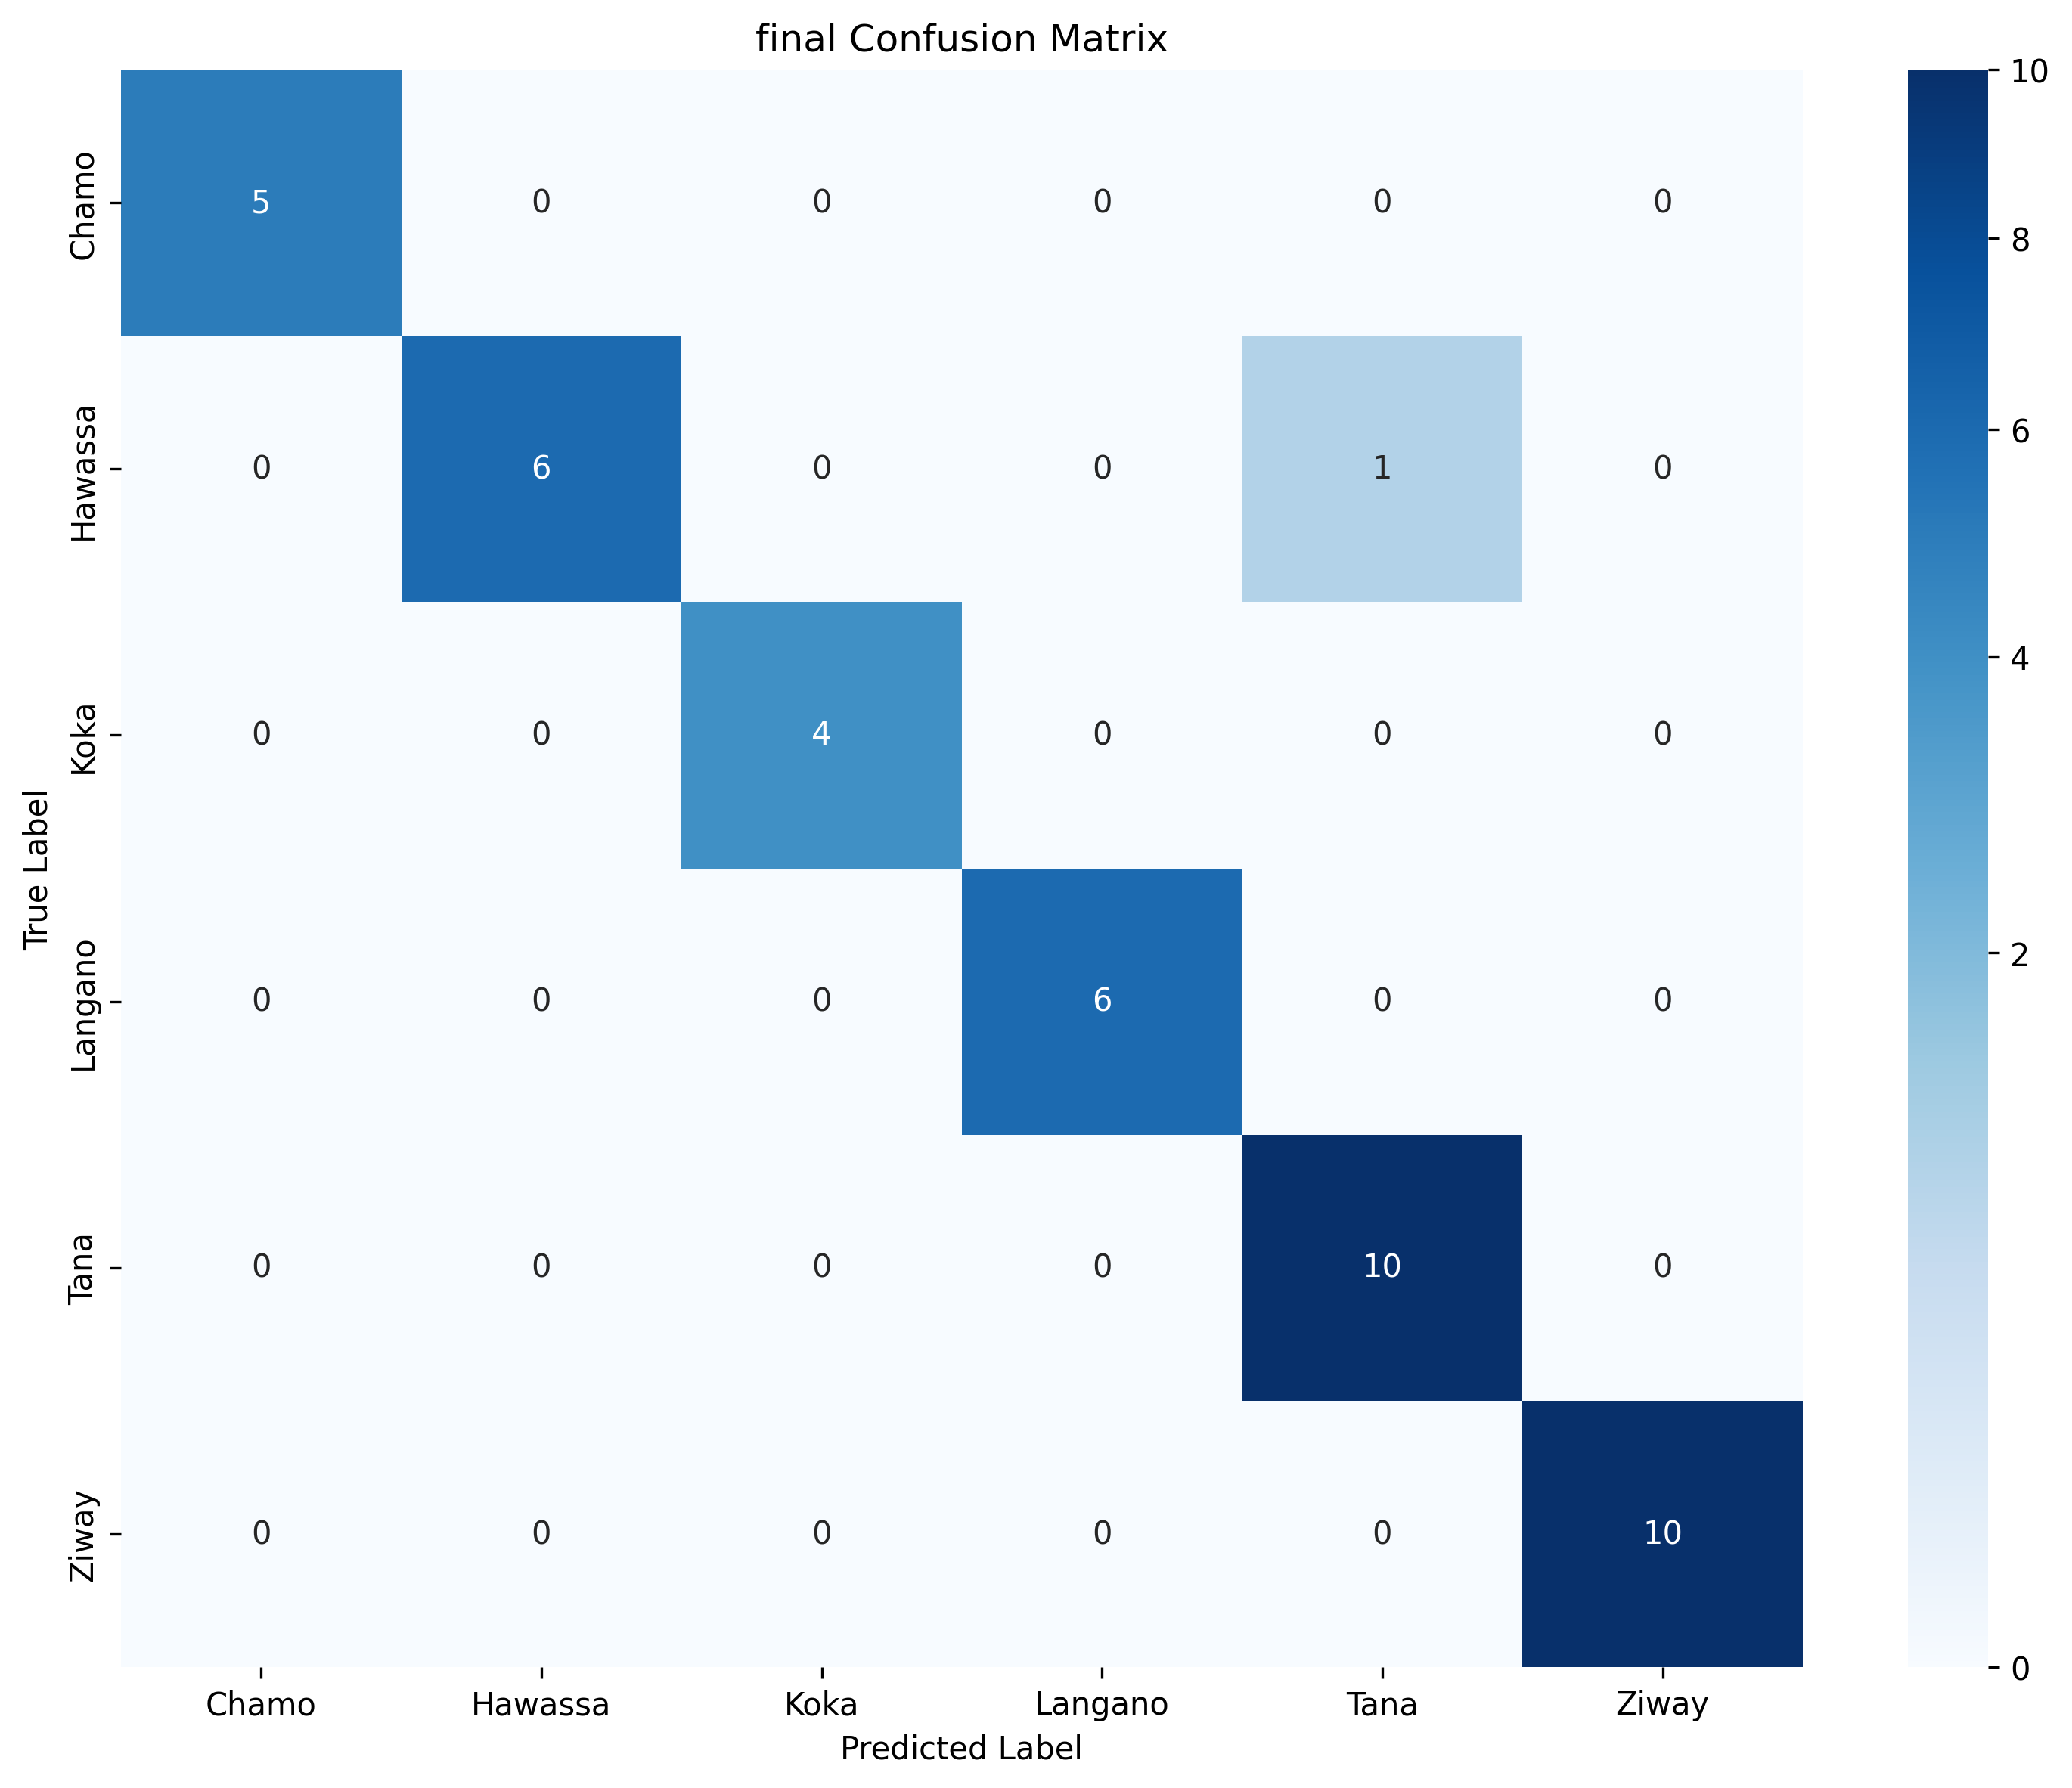 final Confusion Matrix
True Label
Chamo 5 0 0 0 0 0
Hawassa 0 6 0 0 1 0
Koka 0 0 4 0 0 0
Langano 0 0 0 6 0 0
Tana 0 0 0 0 10 0
Ziway 0 0 0 0 0 10
Chamo Hawassa Koka Langano Tana Ziway
Predicted Label
10
8
6
4
2
0